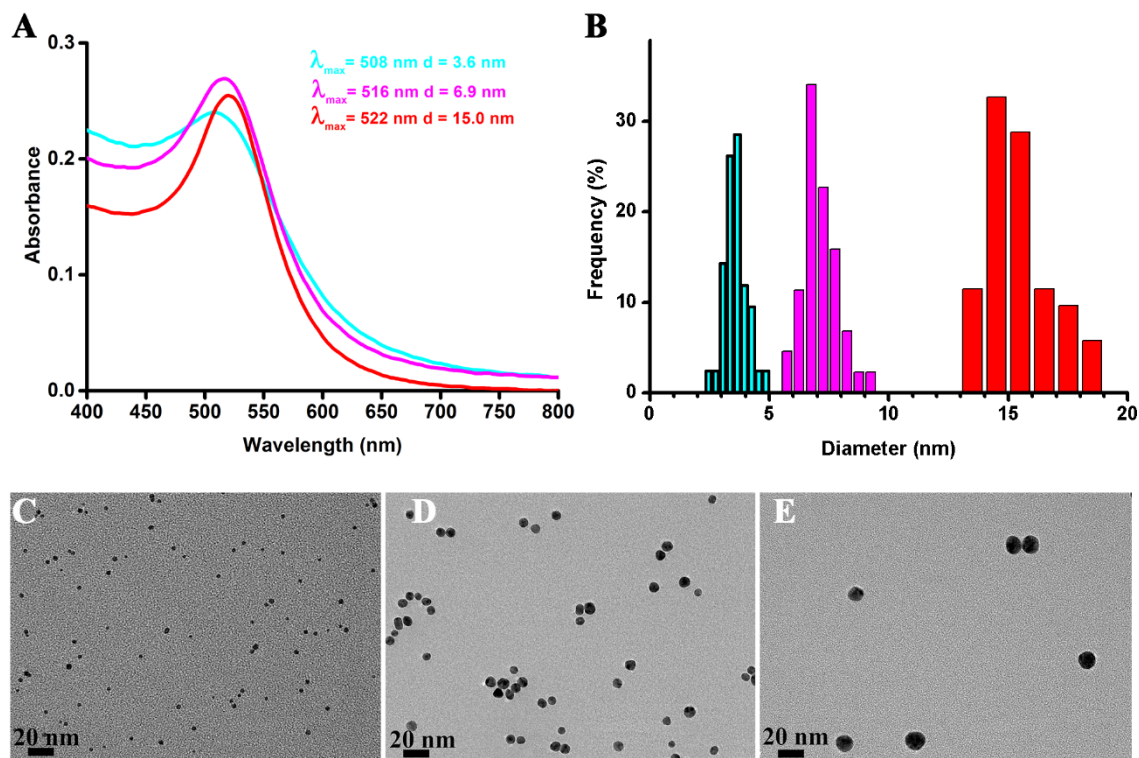 A
λmax= 508 nm d = 3.6 nm
λmax= 516 nm d = 6.9 nm
λmax= 522 nm d = 15.0 nm
0.3
0.2
0.1
0.0
Absorbance
400 450 500 550 600 650 700 750 800
Wavelength (nm)
B
30
20
10
0
Frequency (%)
0 5 10 15 20
Diameter (nm)
C
20 nm
D
20 nm
E
20 nm